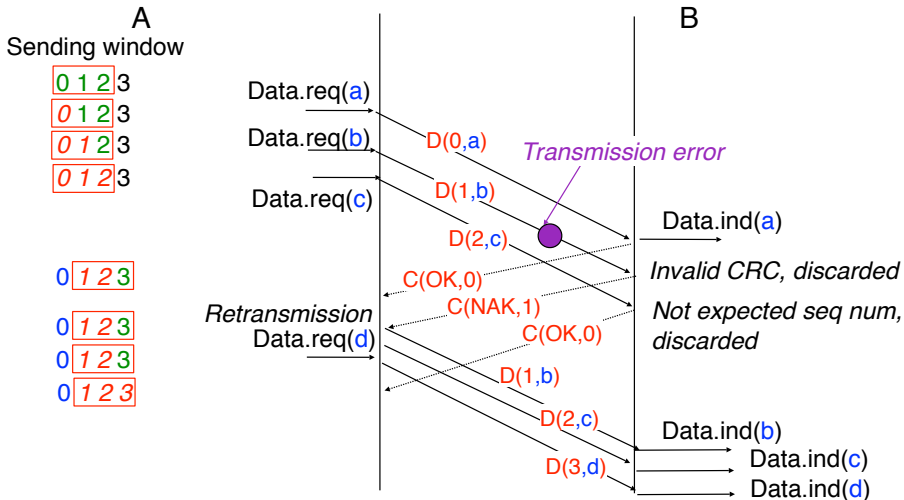 A
B
Sending window
0 1 2 3
Data.req(a)
0 1 2 3
D(0,a)
Data.req(b)
0 1 2 3
Transmission error
0 1 2 3
D(1,b)
Data.req(c)
D(2,c)
Data.ind(a)
0 1 2 3
C(OK,0)
Invalid CRC, discarded
C(NAK,1)
Retransmission
Not expected seq num,
discarded
0 1 2 3
Data.req(d)
C(OK,0)
0 1 2 3
D(1,b)
0 1 2 3
D(2,c)
Data.ind(b)
D(3,d)
Data.ind(c)
Data.ind(d)